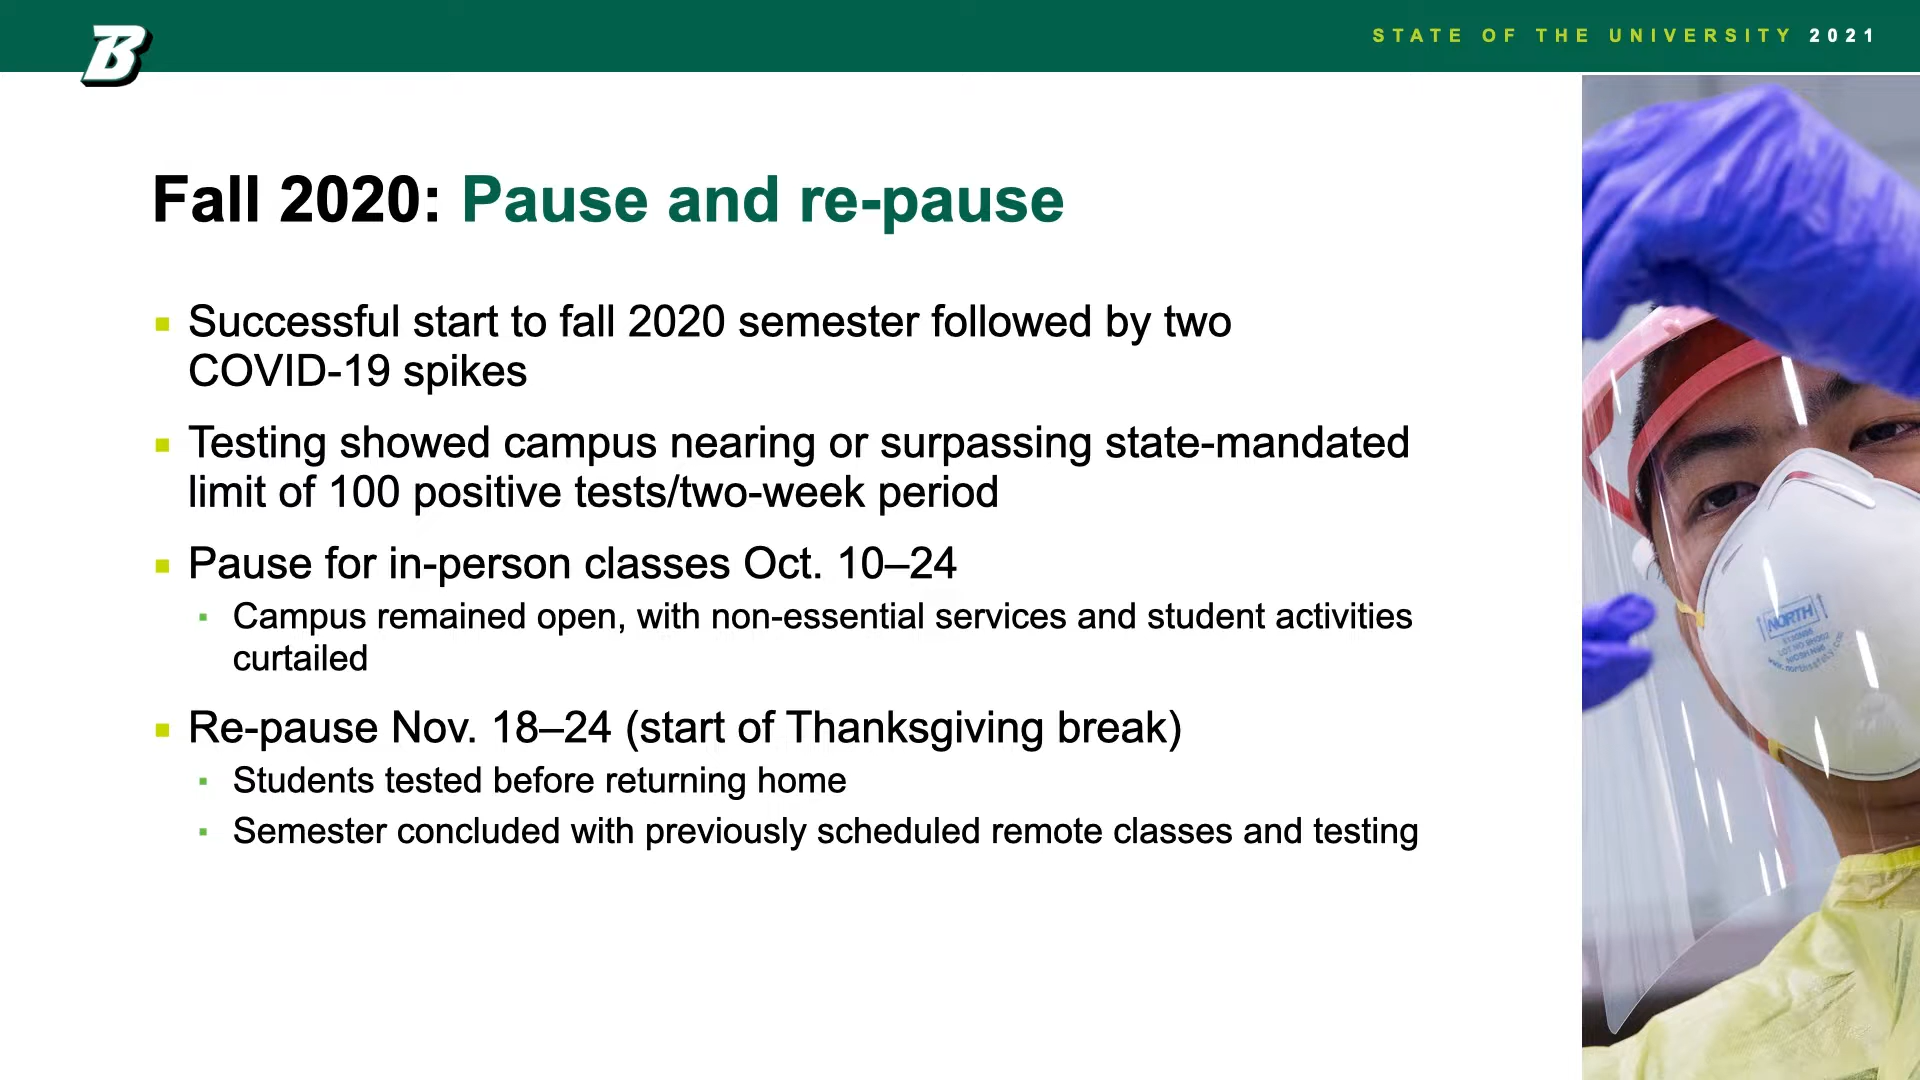 B
STATE OF THE UNIVERSITY 2021
Fall 2020: Pause and re-pause
Successful start to fall 2020 semester followed by two
COVID-19 spikes
Testing showed campus nearing or surpassing state-mandated
limit of 100 positive tests/two-week period
Pause for in-person classes Oct. 10–24
Campus remained open, with non-essential services and student activities
curtailed
Re-pause Nov. 18–24 (start of Thanksgiving break)
Students tested before returning home
Semester concluded with previously scheduled remote classes and testing
NORTH